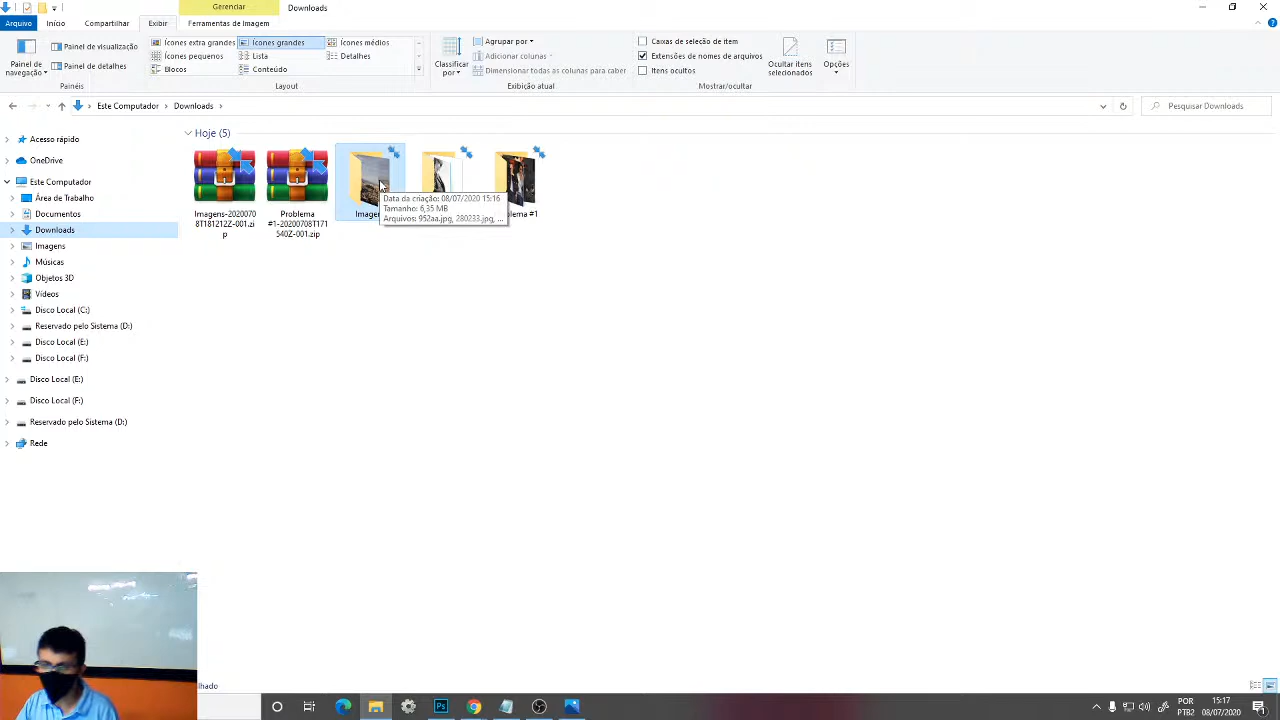 Gerenciar
Downloads
Arquivo
Início
Compartilhar
Exibir
Ferramentas de Imagem
Painel de navegação
Painel de visualização
Painel de detalhes
Painéis
Ícones extra grandes
Ícones grandes
Ícones médios
Ícones pequenos
Lista
Detalhes
Blocos
Conteúdo
Layout
Classificar por
Agrupar por
Adicionar colunas
Dimensionar todas as colunas para caber
Exibição atual
Caixas de seleção de item
Extensões de nomes de arquivos
Itens ocultos
Ocultar itens selecionados
Opções
Mostrar/ocultar
Este Computador
Downloads
Pesquisar Downloads
Acesso rápido
OneDrive
Este Computador
Área de Trabalho
Documentos
Downloads
Imagens
Músicas
Objetos 3D
Vídeos
Disco Local (C:)
Reservado pelo Sistema (D:)
Disco Local (E:)
Disco Local (F:)
Disco Local (E:)
Disco Local (F:)
Reservado pelo Sistema (D:)
Rede
Hoje (5)
Imagens-2020070
8T181212Z-001.zi
p
Problema
#1-20200708T171
540Z-001.zip
Data da criação: 08/07/2020 15:16
Tamanho: 6,35 MB
Arquivos: 952aa.jpg, 280233.jpg, ...
#1
Ps
POR
PTB2
15:17
08/07/2020